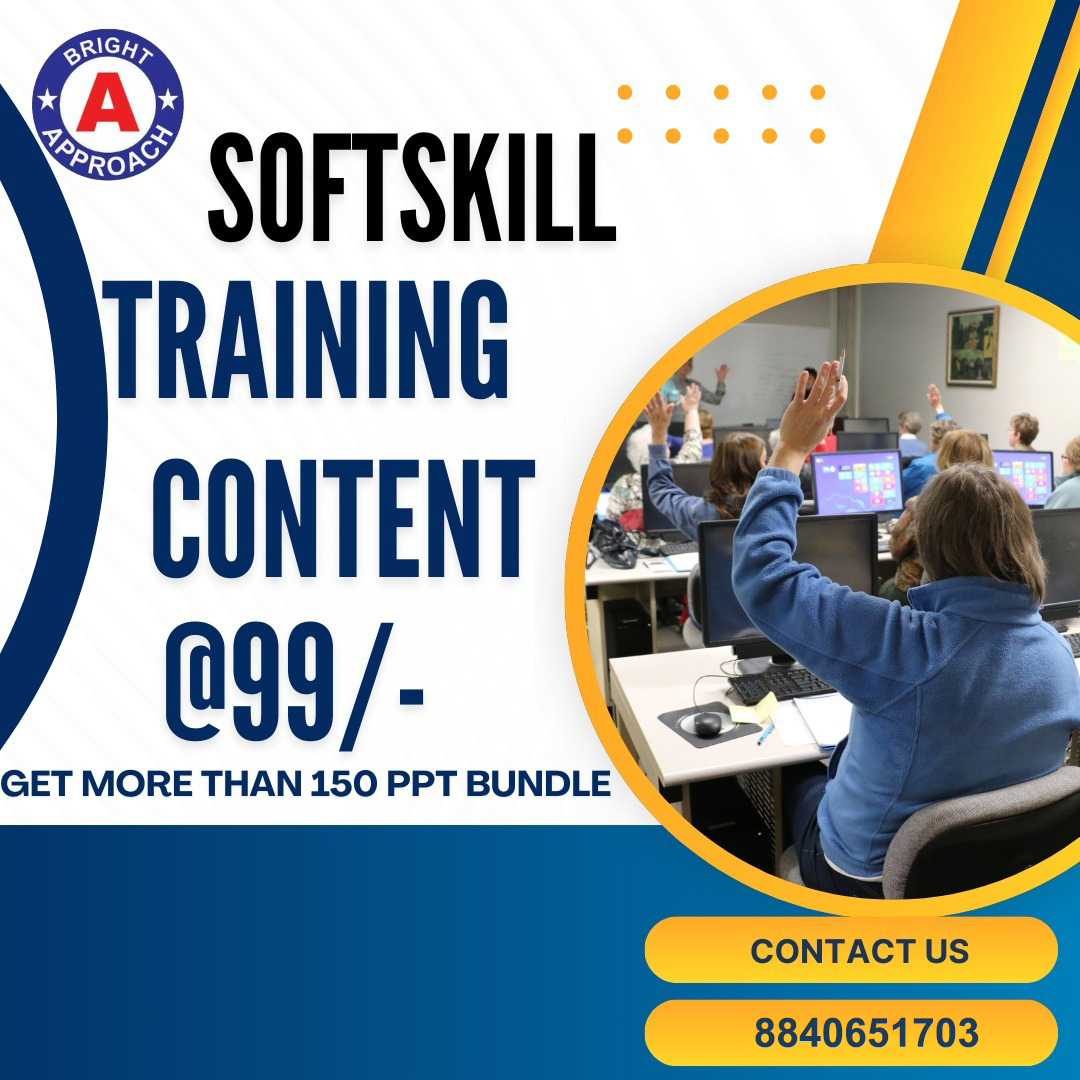 BRIGHT
A
APPROACH
SOFTSKILL
TRAINING
CONTENT
@99/-
GET MORE THAN 150 PPT BUNDLE
CONTACT US
8840651703